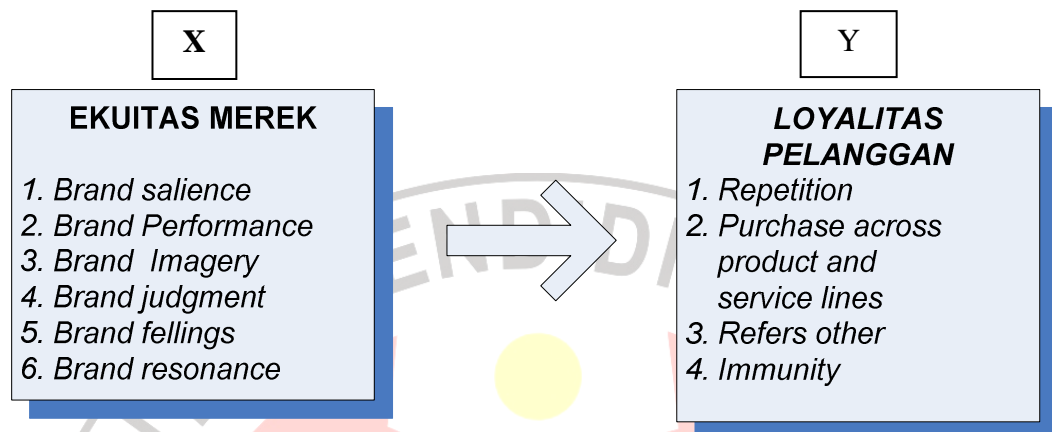 X
EKUITAS MEREK
1. Brand salience
2. Brand Performance
3. Brand Imagery
4. Brand judgment
5. Brand fellings
6. Brand resonance
Y
LOYALITAS
PELANGGAN
1. Repetition
2. Purchase across
product and
service lines
3. Refers other
4. Immunity